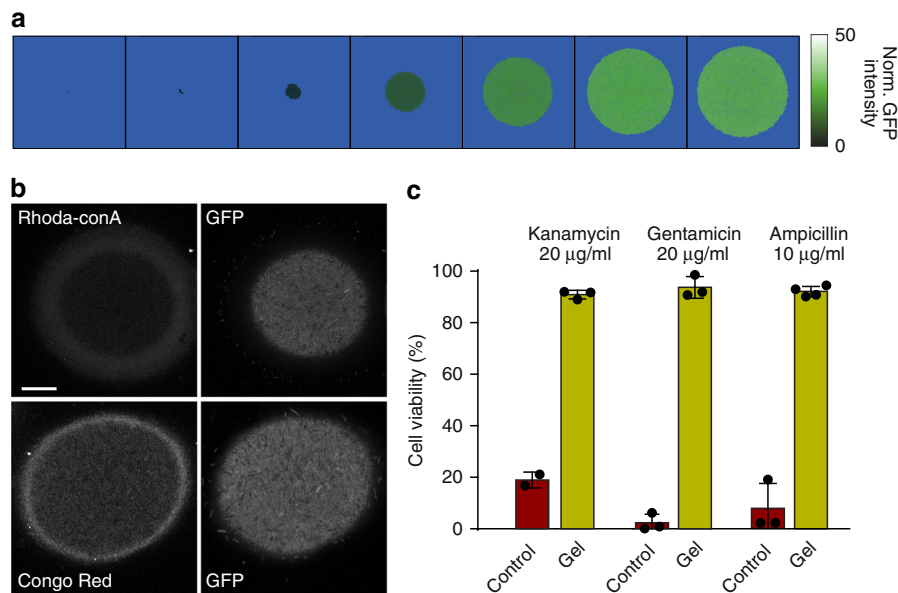 a
50
Norm. GFP
intensity
0
b
Rhoda-conA
GFP
Congo Red
GFP
c
Kanamycin
20 μg/ml
Gentamicin
20 μg/ml
Ampicillin
10 μg/ml
Cell viability (%)
100
80
60
40
20
0
Control
Gel
Control
Gel
Control
Gel